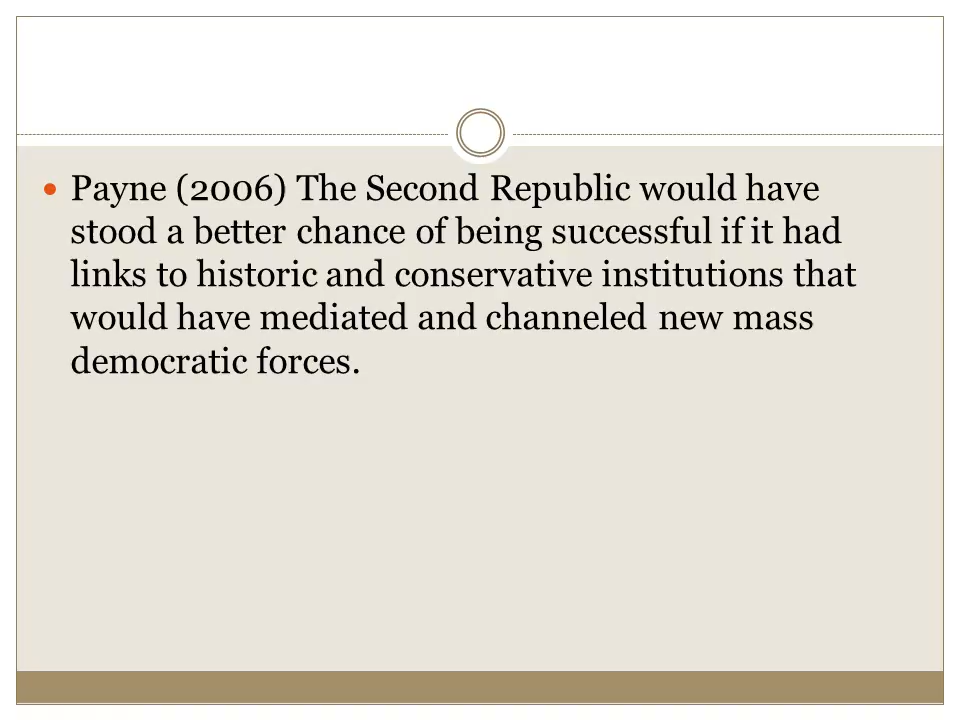 Payne (2006) The Second Republic would have
stood a better chance of being successful if it had
links to historic and conservative institutions that
would have mediated and channeled new mass
democratic forces.